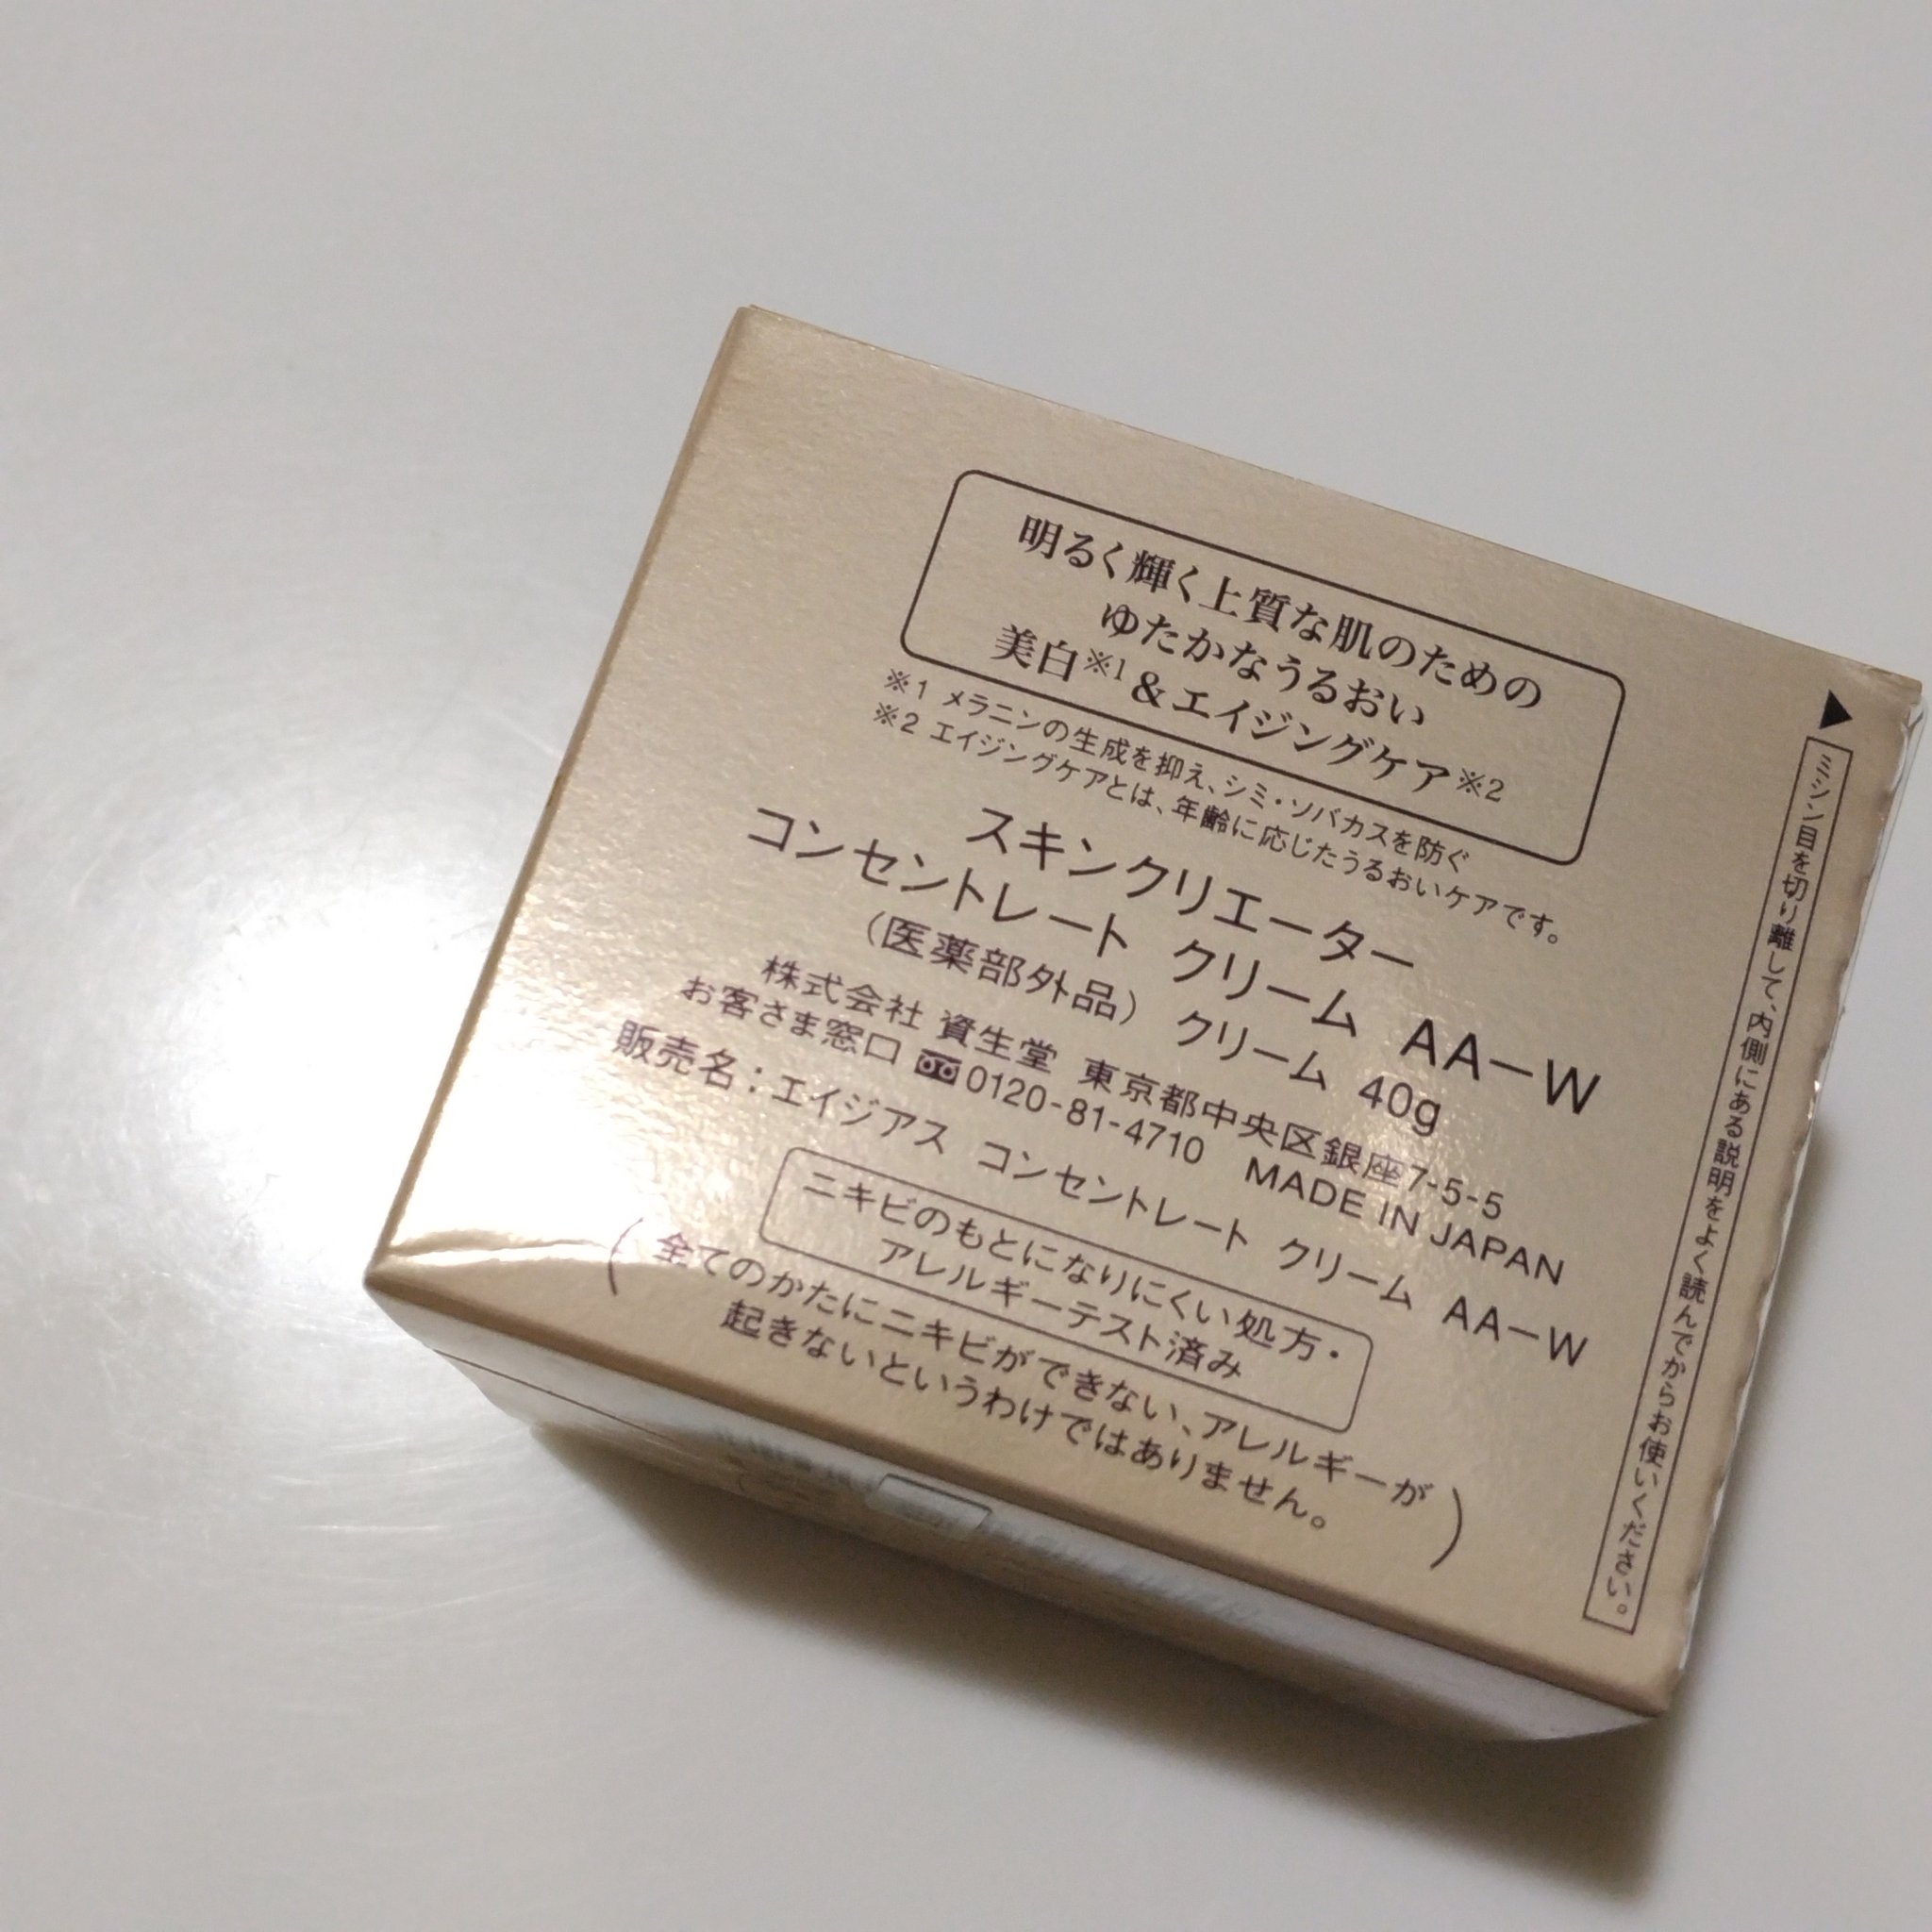 明るく輝く上質な肌のための
ゆたかなうるおい
美白※1&エイジングケア※2
※1 メラニンの生成を抑え、シミ・ソバカスを防ぐ
※2 エイジングケアとは、年齢に応じたうるおいケアです。
スキンクリエーター
コンセントレート クリーム AA-W
(医薬部外品) クリーム 40g
株式会社 資生堂 東京都中央区銀座7-5-5
お客さま窓口 0120-81-4710 MADE IN JAPAN
販売名:エイジアス コンセントレート クリーム AA-W
ニキビのもとになりにくい処方・
アレルギーテスト済み
(全てのかたにニキビができない、アレルギーが
起きないというわけではありません。)
▶ミシン目を切り離して、内側にある説明をよく読んでからお使いください。